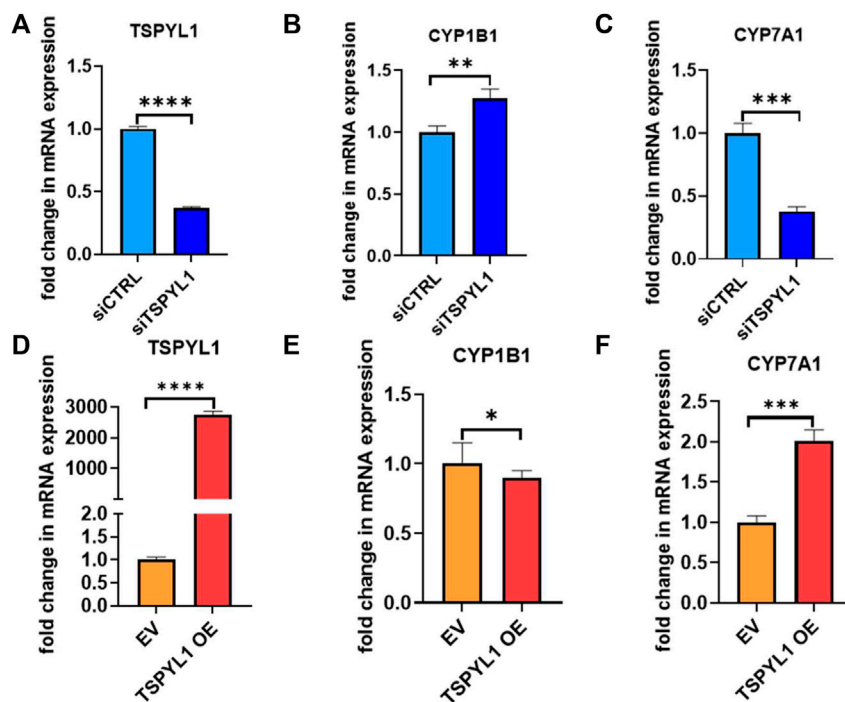 A
TSPYL1
fold change in mRNA expression
1.5
1.0
0.5
0.0
****
siCTRL
siTSPYL1
B
CYP1B1
fold change in mRNA expression
1.5
1.0
0.5
0.0
**
siCTRL
siTSPYL1
C
CYP7A1
fold change in mRNA expression
1.5
1.0
0.5
0.0
***
siCTRL
siTSPYL1
D
TSPYL1
fold change in mRNA expression
3000
2000
1000
2.0
1.5
1.0
0.5
0.0
****
EV
TSPYL1 OE
E
CYP1B1
fold change in mRNA expression
1.5
1.0
0.5
0.0
*
EV
TSPYL1 OE
F
CYP7A1
fold change in mRNA expression
2.5
2.0
1.5
1.0
0.5
0.0
***
EV
TSPYL1 OE